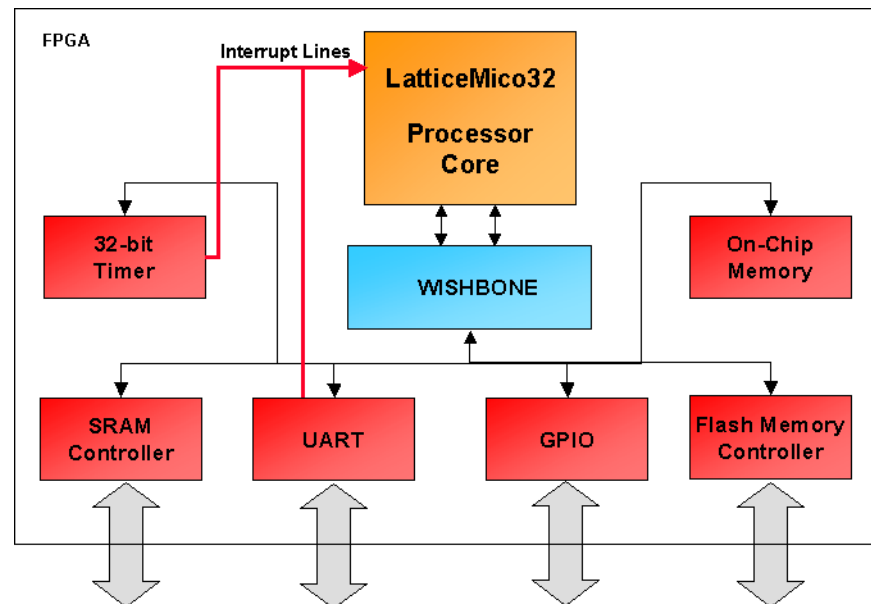 FPGA
Interrupt Lines
LatticeMico32
Processor
Core
32-bit
Timer
On-Chip
Memory
WISHBONE
SRAM
Controller
UART
GPIO
Flash Memory
Controller